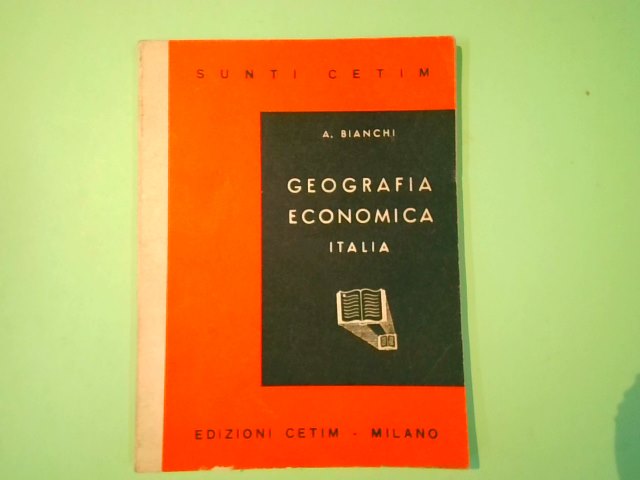 SUNTI CETIM
A. BIANCHI
GEOGRAFIA
ECONOMICA
ITALIA
EDIZIONI CETIM - MILANO